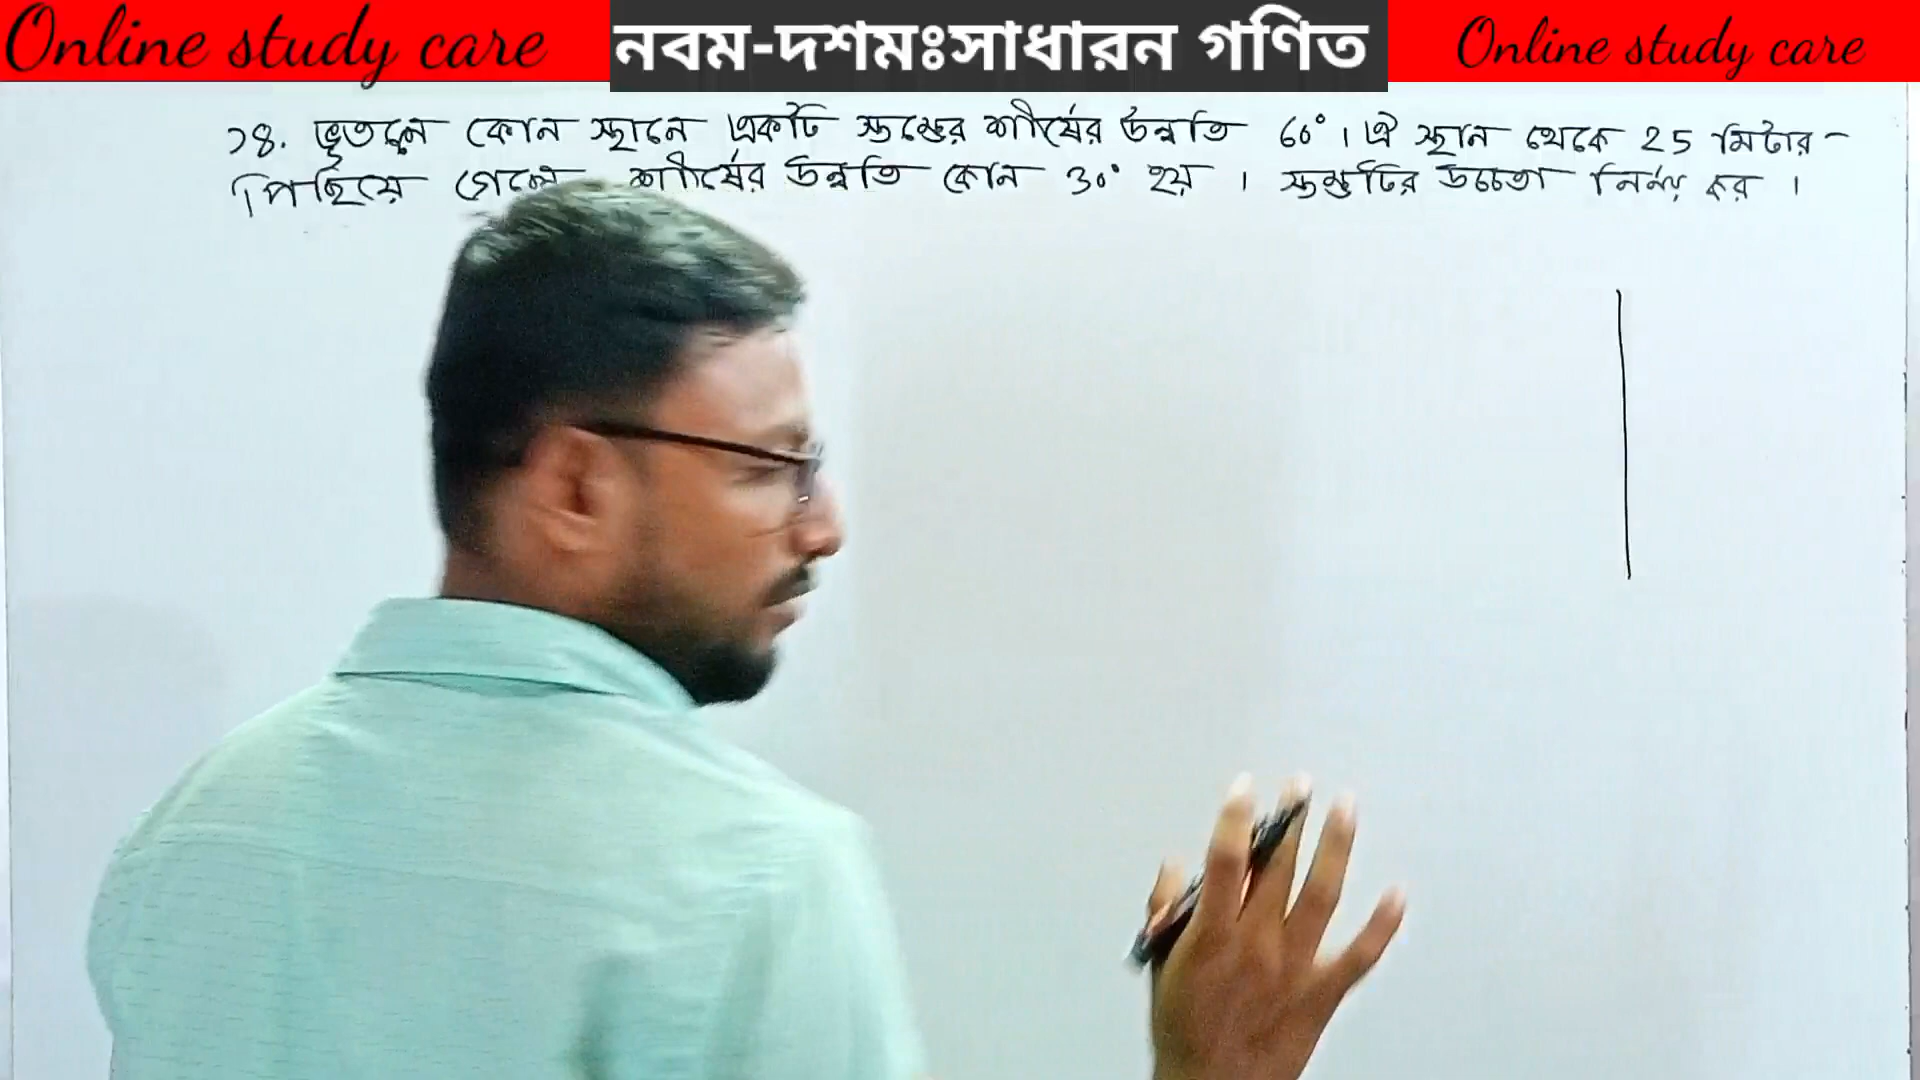 Online study care
নবম-দশমঃসাধারন গণিত
Online study care
১৪. ভূতলে কোন স্থানে একটি স্তম্ভের শীর্ষের উন্নতি 60°। ঐ স্থান থেকে 25 মিটার -
পিছিয়ে গেলে শীর্ষের উন্নতি কোন 30° হয় । স্তম্ভটির উচ্চতা নির্নয় কর ।